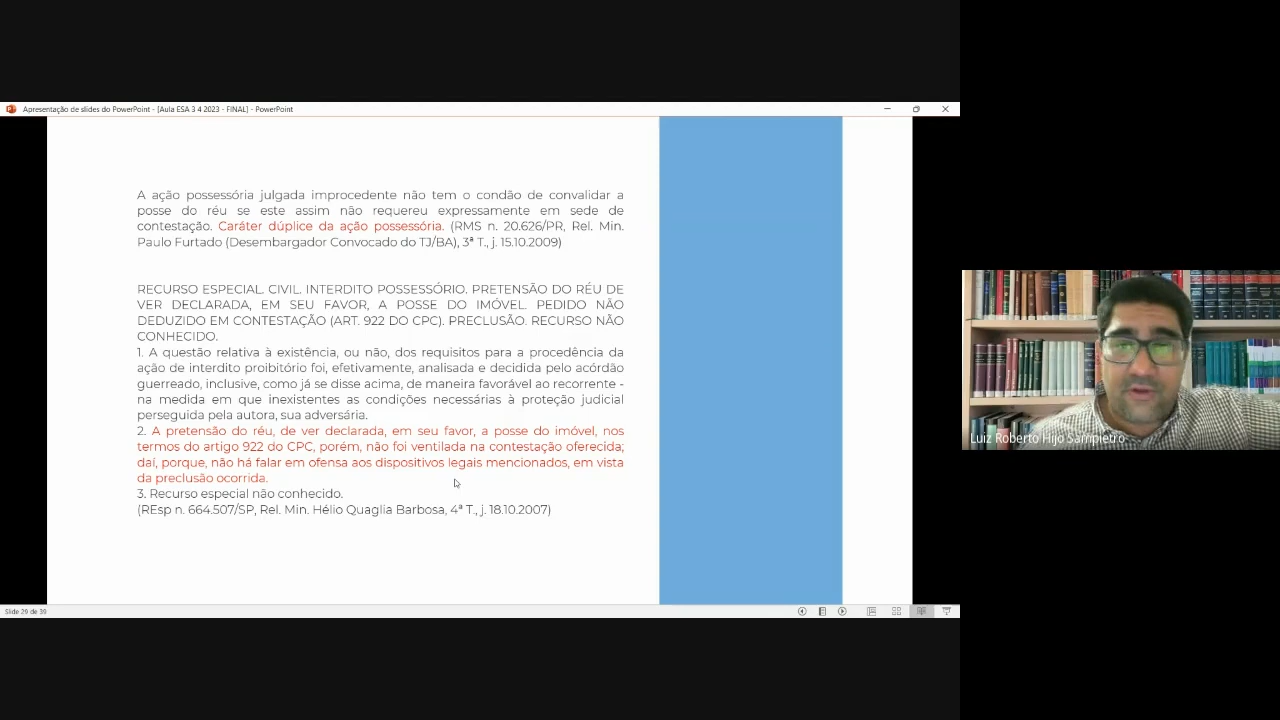 Apresentação de slides do PowerPoint - [Aula ESA 3 4 2023 - FINAL] - PowerPoint
A ação possessória julgada improcedente não tem o condão de convalidar a
posse do réu se este assim não requereu expressamente em sede de
contestação. Caráter dúplice da ação possessória. (RMS n. 20.626/PR, Rel. Min.
Paulo Furtado (Desembargador Convocado do TJ/BA), 3ª T., j. 15.10.2009)
RECURSO ESPECIAL. CIVIL. INTERDITO POSSESSÓRIO. PRETENSÃO DO RÉU DE
VER DECLARADA, EM SEU FAVOR, A POSSE DO IMÓVEL. PEDIDO NÃO
DEDUZIDO EM CONTESTAÇÃO (ART. 922 DO CPC). PRECLUSÃO. RECURSO NÃO
CONHECIDO.
1. A questão relativa à existência, ou não, dos requisitos para a procedência da
ação de interdito proibitório foi, efetivamente, analisada e decidida pelo acórdão
guerreado, inclusive, como já se disse acima, de maneira favorável ao recorrente -
na medida em que inexistentes as condições necessárias à proteção judicial
perseguida pela autora, sua adversária.
2. A pretensão do réu, de ver declarada, em seu favor, a posse do imóvel, nos
termos do artigo 922 do CPC, porém, não foi ventilada na contestação oferecida;
daí, porque, não há falar em ofensa aos dispositivos legais mencionados, em vista
da preclusão ocorrida.
3. Recurso especial não conhecido.
(REsp n. 664.507/SP, Rel. Min. Hélio Quaglia Barbosa, 4ª T., j. 18.10.2007)
Luiz Roberto Hijo Sampietro
Slide 29 de 39